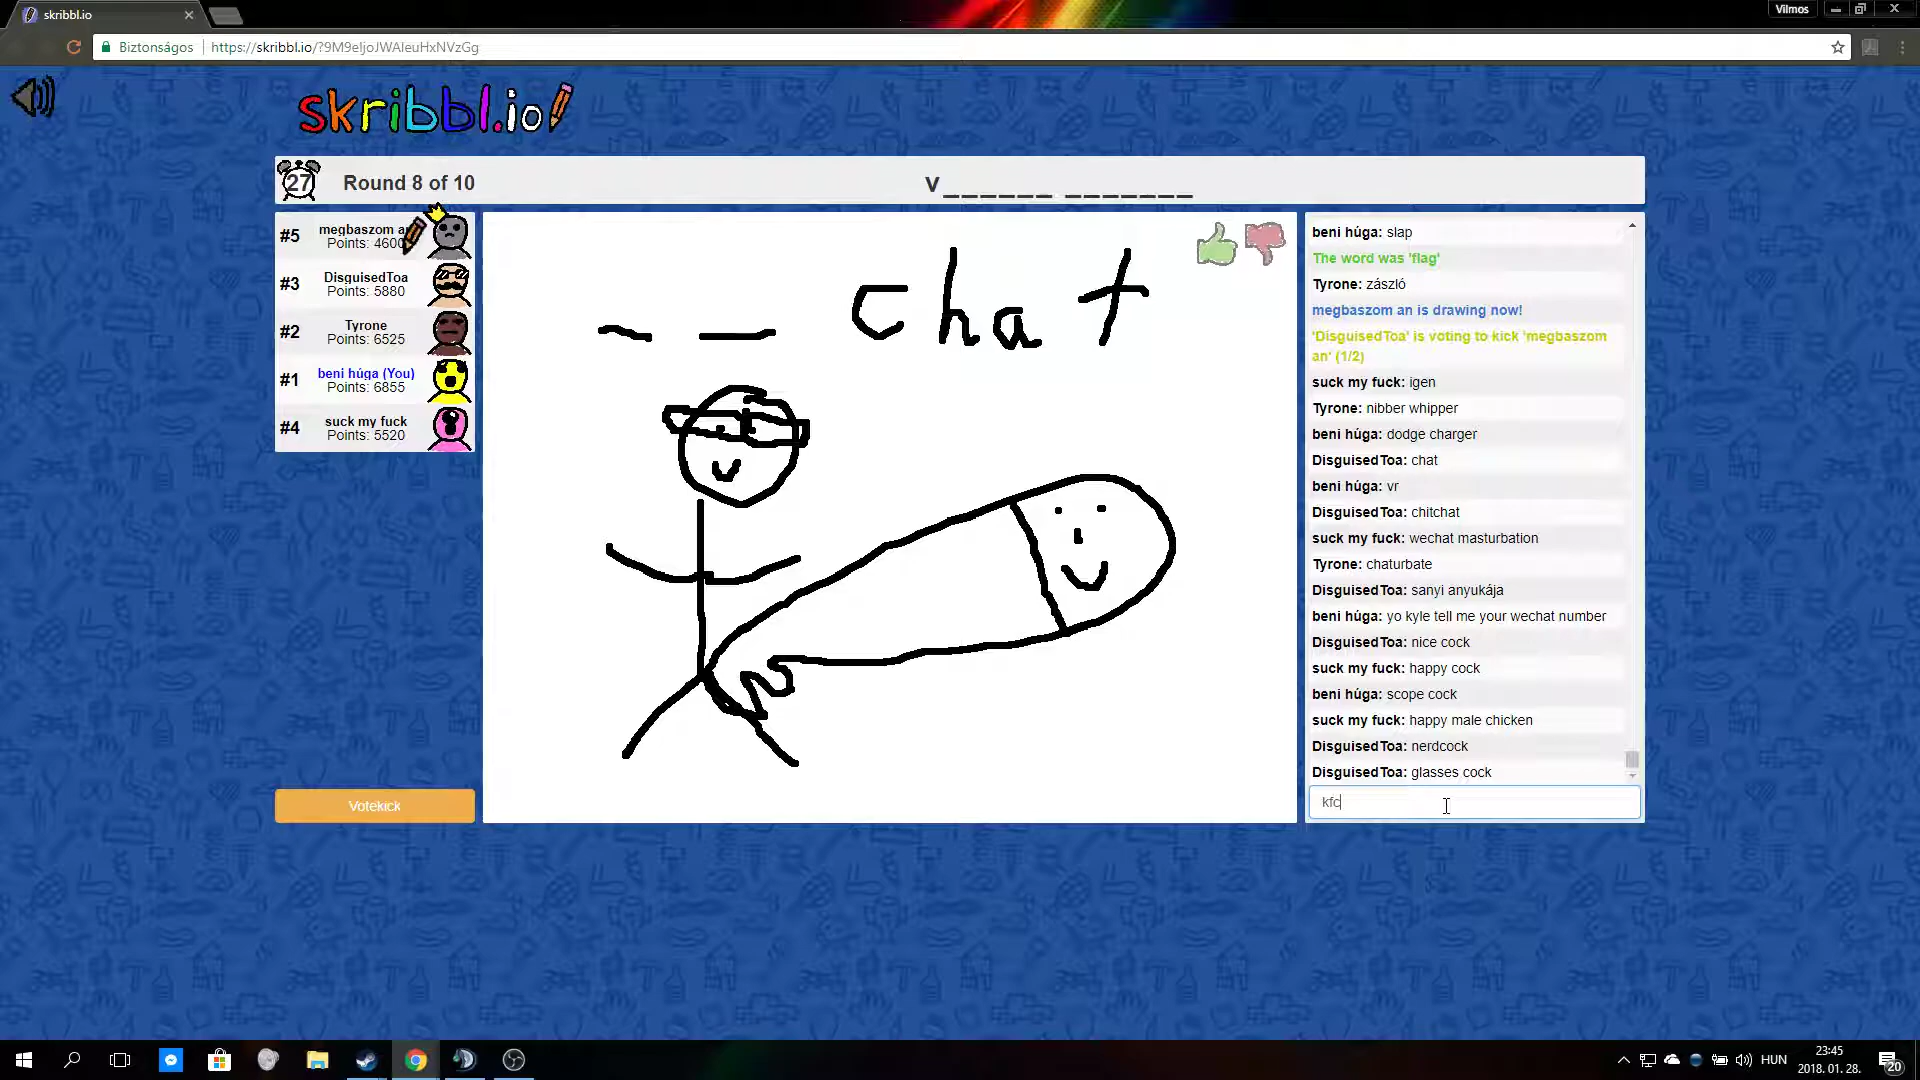 skribbl.io
Vilmos
Biztonságos
https://skribbl.io/?9M9eIjoJWAIeuHxNVzGg
skribbl.io
27
Round 8 of 10
v______ _______
#5
megbaszom a
Points: 4600
#3
DisguisedToa
Points: 5880
#2
Tyrone
Points: 6525
#1
beni húga (You)
Points: 6855
#4
suck my fuck
Points: 5520
Votekick
_ _ chat
beni húga: slap
The word was 'flag'
Tyrone: zászló
megbaszom an is drawing now!
'DisguisedToa' is voting to kick 'megbaszom
an' (1/2)
suck my fuck: igen
Tyrone: nibber whipper
beni húga: dodge charger
DisguisedToa: chat
beni húga: vr
DisguisedToa: chitchat
suck my fuck: wechat masturbation
Tyrone: chaturbate
DisguisedToa: sanyi anyukája
beni húga: yo kyle tell me your wechat number
DisguisedToa: nice cock
suck my fuck: happy cock
beni húga: scope cock
suck my fuck: happy male chicken
DisguisedToa: nerdcock
DisguisedToa: glasses cock
kfc
HUN
23:45
2018. 01. 28.
20